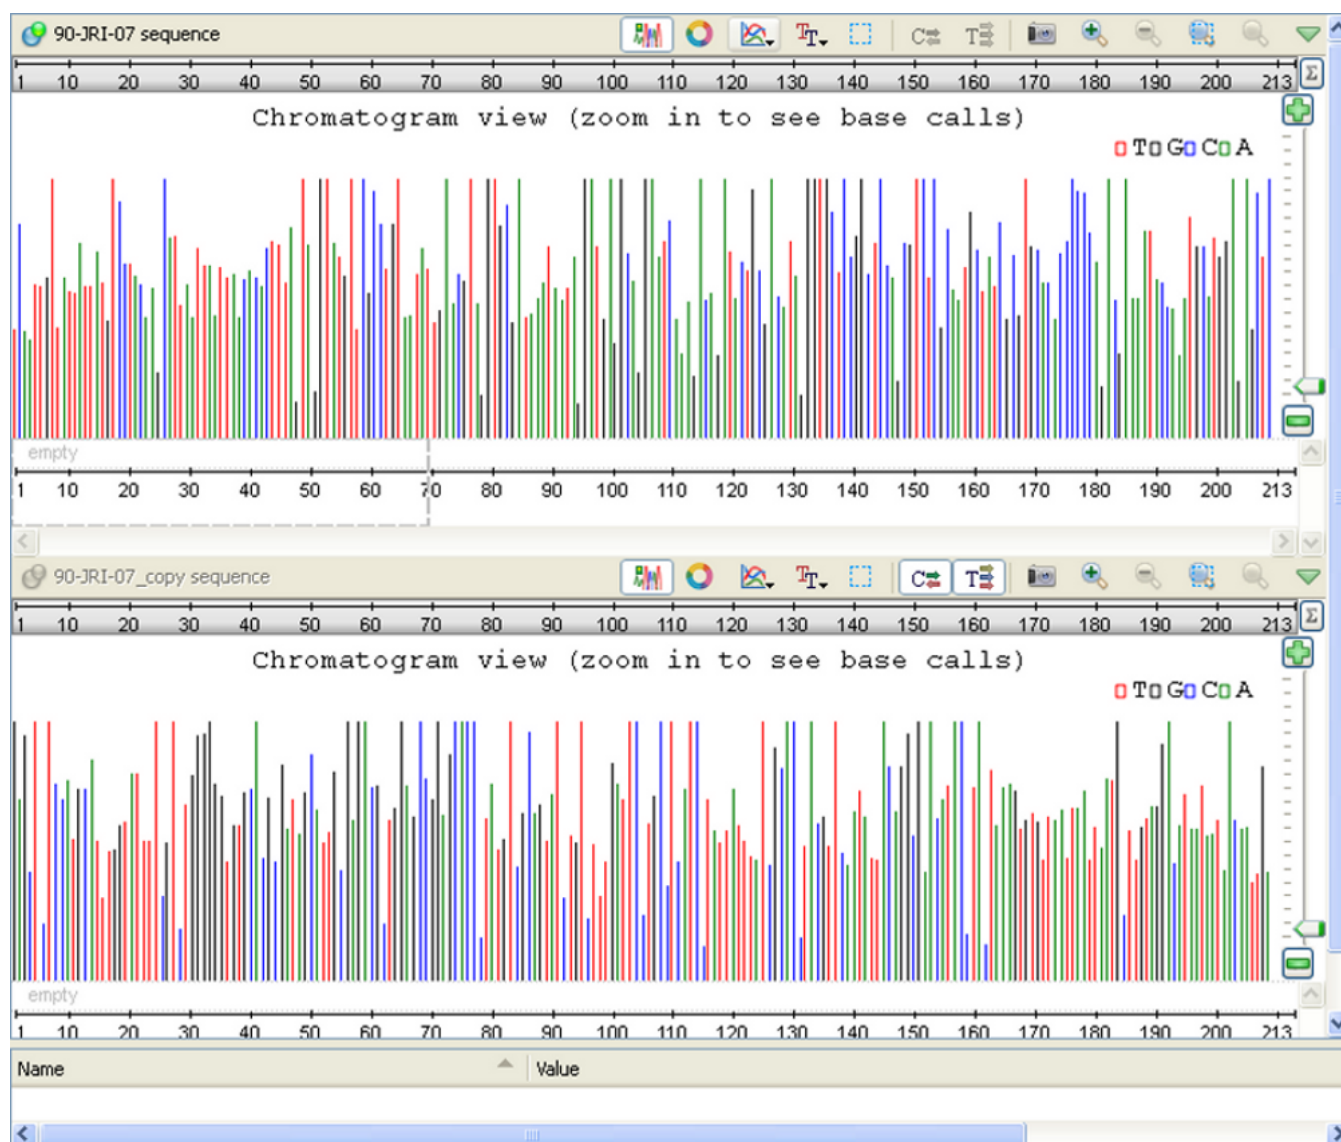 90-JRI-07 sequence
1 10 20 30 40 50 60 70 80 90 100 110 120 130 140 150 160 170 180 190 200 213
Chromatogram view (zoom in to see base calls)
T G C A
empty
1 10 20 30 40 50 60 70 80 90 100 110 120 130 140 150 160 170 180 190 200 213
90-JRI-07_copy sequence
C T
1 10 20 30 40 50 60 70 80 90 100 110 120 130 140 150 160 170 180 190 200 213
Chromatogram view (zoom in to see base calls)
T G C A
empty
1 10 20 30 40 50 60 70 80 90 100 110 120 130 140 150 160 170 180 190 200 213
Name Value